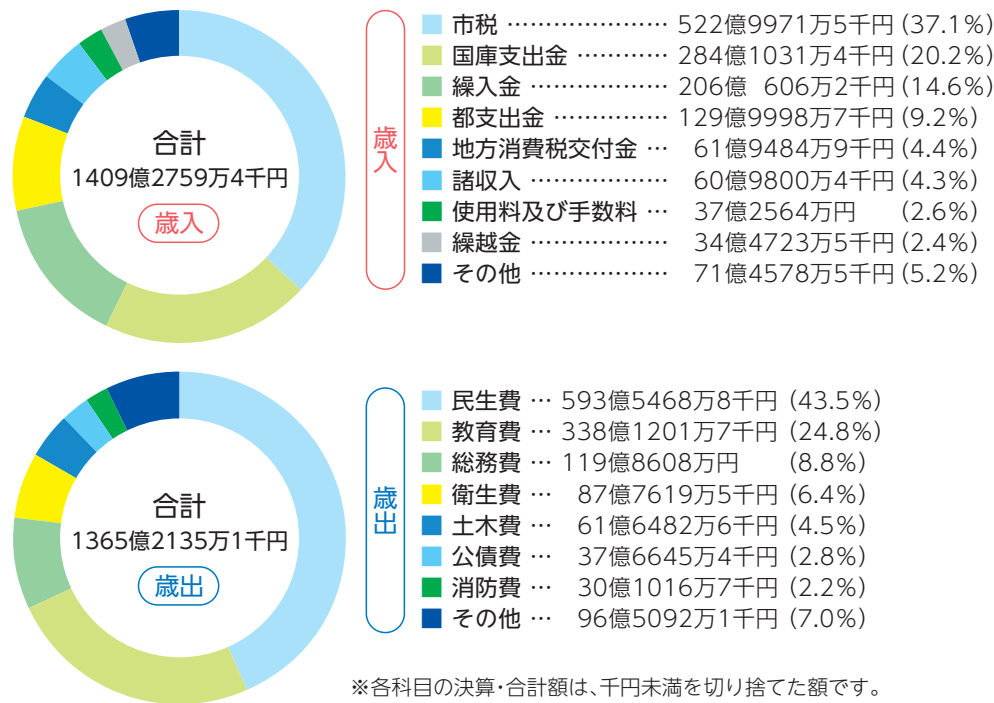 合計
1409億2759万4千円
歳入
歳入
市税 ………………… 522億9971万5千円 (37.1%)
国庫支出金 ………… 284億1031万4千円 (20.2%)
繰入金 ……………… 206億 606万2千円 (14.6%)
都支出金 …………… 129億9998万7千円 (9.2%)
地方消費税交付金 … 61億9484万9千円 (4.4%)
諸収入 ……………… 60億9800万4千円 (4.3%)
使用料及び手数料 … 37億2564万円 (2.6%)
繰越金 ……………… 34億4723万5千円 (2.4%)
その他 ……………… 71億4578万5千円 (5.2%)
合計
1365億2135万1千円
歳出
歳出
民生費 … 593億5468万8千円 (43.5%)
教育費 … 338億1201万7千円 (24.8%)
総務費 … 119億8608万円 (8.8%)
衛生費 … 87億7619万5千円 (6.4%)
土木費 … 61億6482万6千円 (4.5%)
公債費 … 37億6645万4千円 (2.8%)
消防費 … 30億1016万7千円 (2.2%)
その他 … 96億5092万1千円 (7.0%)
※各科目の決算・合計額は、千円未満を切り捨てた額です。